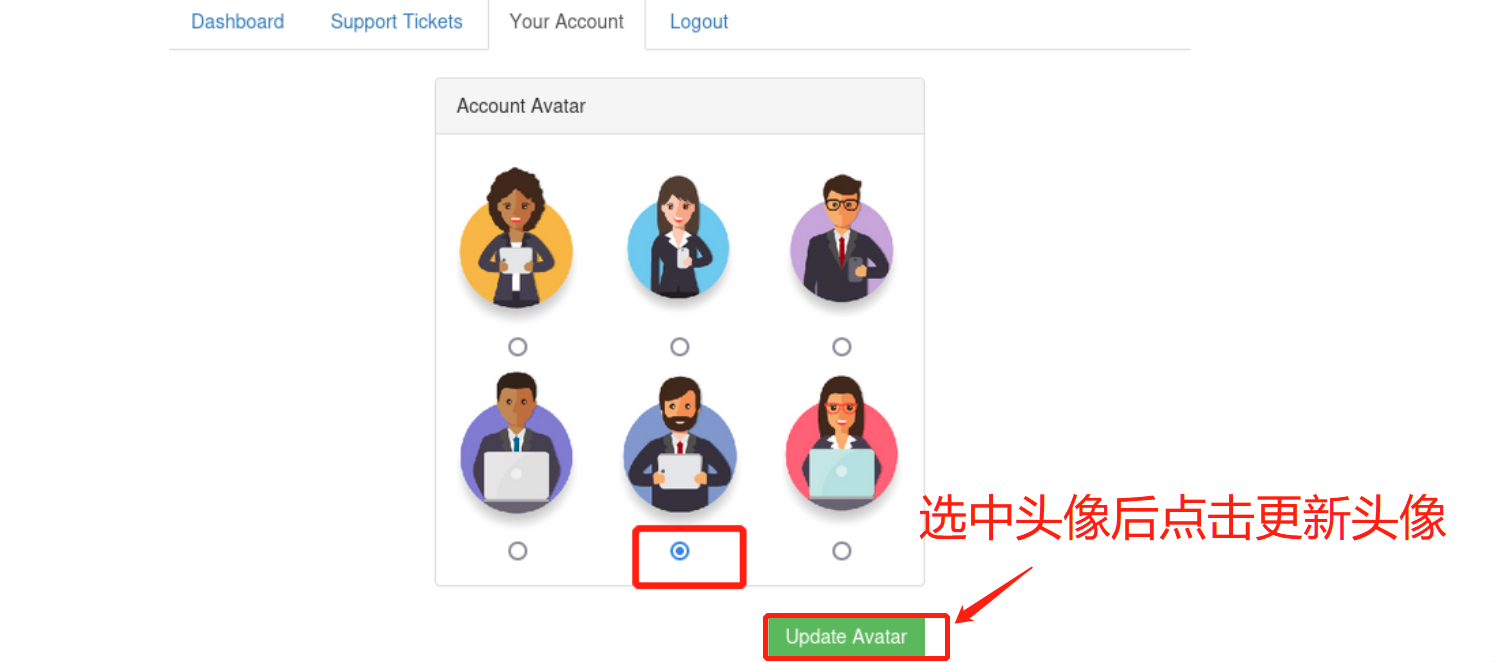 Dashboard Support Tickets Your Account Logout
Account Avatar
选中头像后点击更新头像
Update Avatar